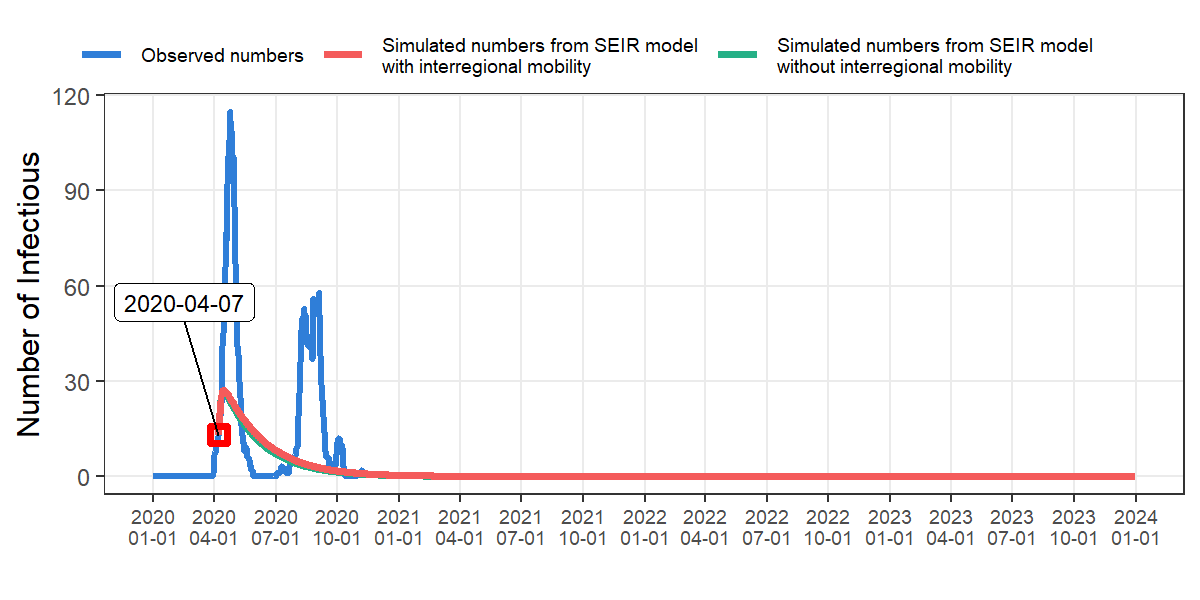 Observed numbers
Simulated numbers from SEIR model
with interregional mobility
Simulated numbers from SEIR model
without interregional mobility
Number of Infectious
120
90
60
30
0
2020-04-07
2020 2020 2020 2020 2021 2021 2021 2021 2022 2022 2022 2022 2023 2023 2023 2023 2024
01-01 04-01 07-01 10-01 01-01 04-01 07-01 10-01 01-01 04-01 07-01 10-01 01-01 04-01 07-01 10-01 01-01